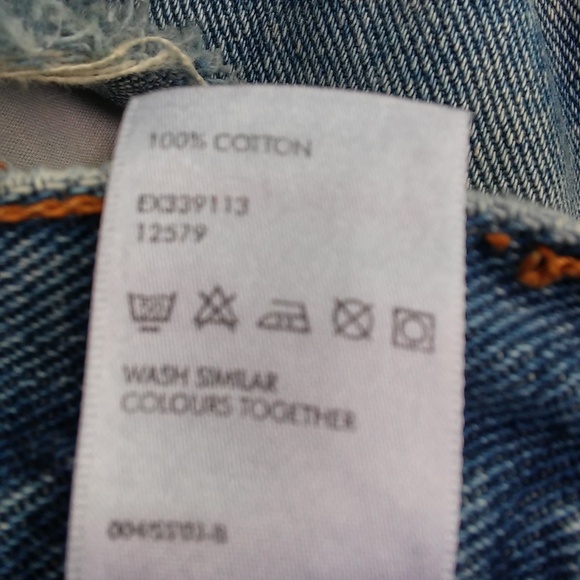 100% COTTON
EX339113
12579
WASH SIMILAR
COLOURS TOGETHER